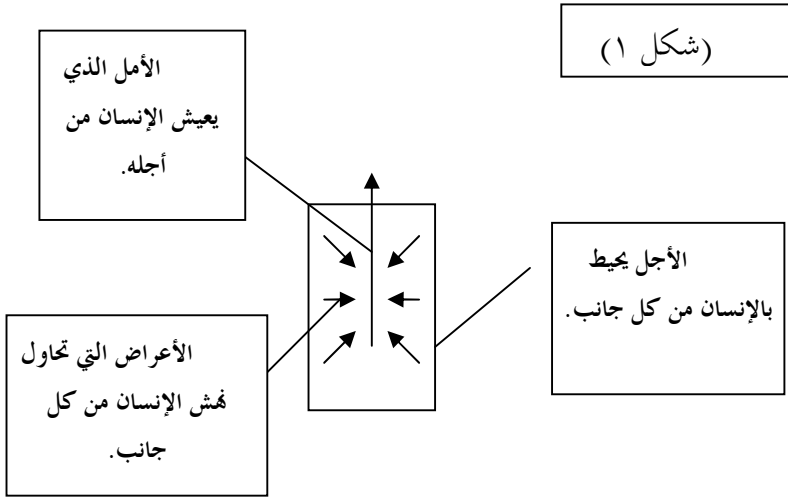 (شكل ١)
الأمل الذي
يعيش الإنسان من
أجله.
الأجل يحيط
بالإنسان من كل جانب.
الأعراض التي تحاول
نهش الإنسان من كل
جانب.